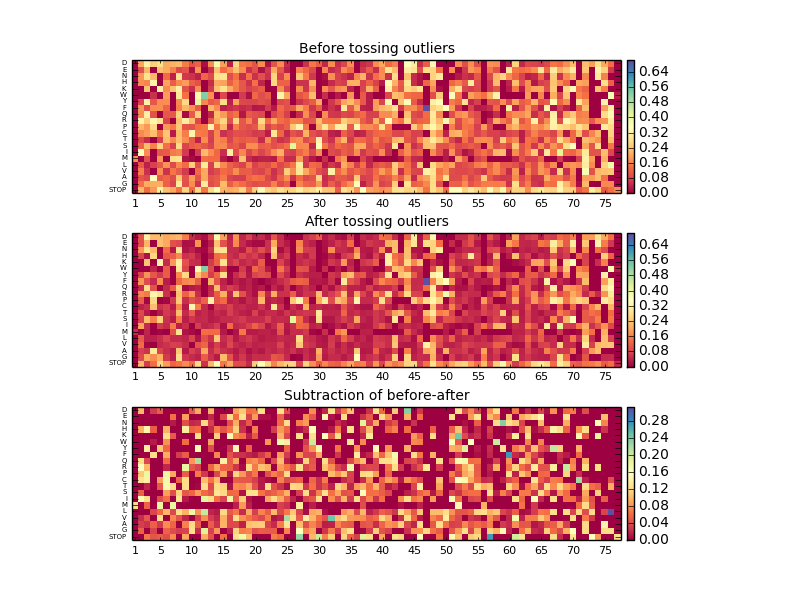 Before tossing outliers
D
E
N
H
K
W
Y
F
Q
R
P
C
T
S
I
M
L
V
A
G
STOP
1 5 10 15 20 25 30 35 40 45 50 55 60 65 70 75
0.64
0.56
0.48
0.40
0.32
0.24
0.16
0.08
0.00
After tossing outliers
D
E
N
H
K
W
Y
F
Q
R
P
C
T
S
I
M
L
V
A
G
STOP
1 5 10 15 20 25 30 35 40 45 50 55 60 65 70 75
0.64
0.56
0.48
0.40
0.32
0.24
0.16
0.08
0.00
Subtraction of before-after
D
E
N
H
K
W
Y
F
Q
R
P
C
T
S
I
M
L
V
A
G
STOP
1 5 10 15 20 25 30 35 40 45 50 55 60 65 70 75
0.28
0.24
0.20
0.16
0.12
0.08
0.04
0.00